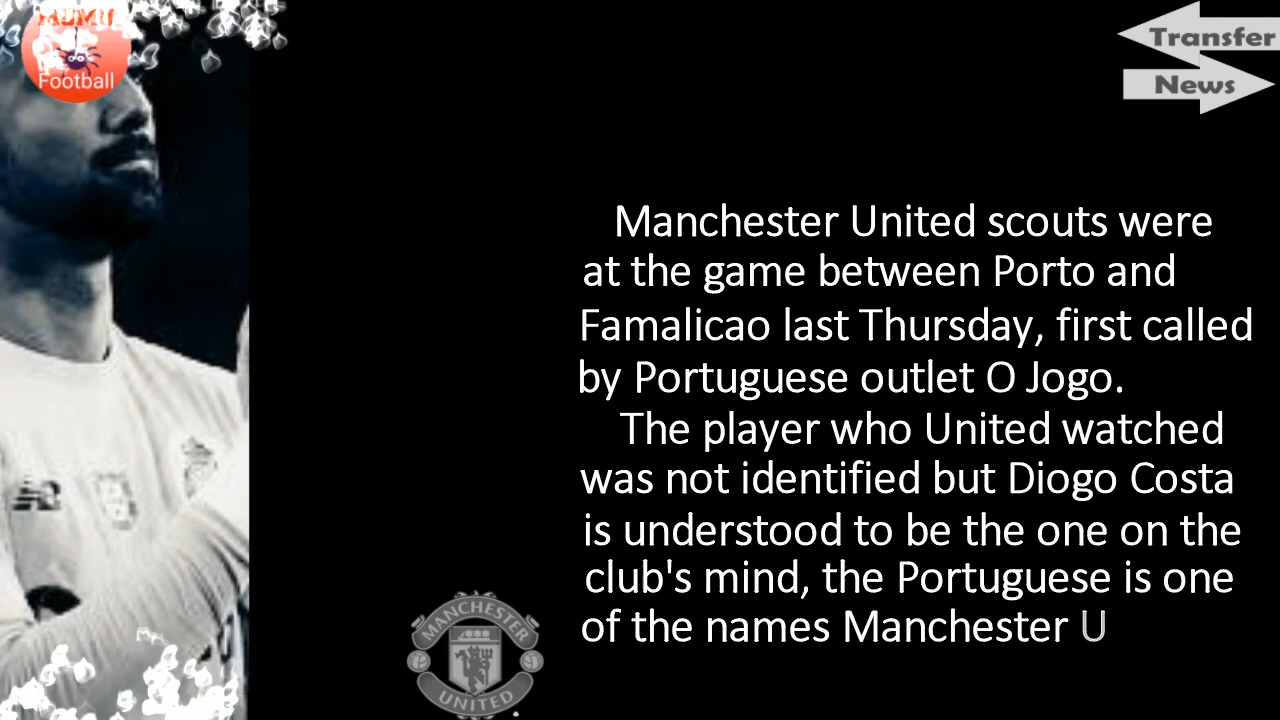 Football
Transfer
News
Manchester United scouts were
at the game between Porto and
Famalicao last Thursday, first called
by Portuguese outlet O Jogo.
The player who United watched
was not identified but Diogo Costa
is understood to be the one on the
club's mind, the Portuguese is one
of the names Manchester U
MANCHESTER
UNITED